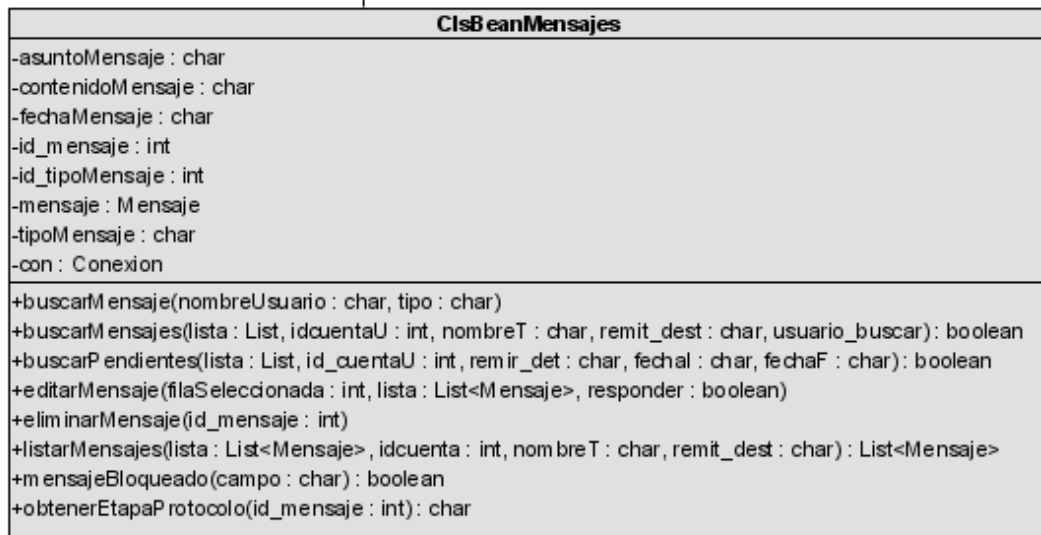 ClsBeanMensajes
-asuntoMensaje : char
-contenidoMensaje : char
-fechaMensaje : char
-id_mensaje : int
-id_tipoMensaje : int
-mensaje : Mensaje
-tipoMensaje : char
-con : Conexion
+buscarMensaje(nombreUsuario : char, tipo : char)
+buscarMensajes(lista : List, idcuentaU : int, nombreT : char, remit_dest : char, usuario_buscar) : boolean
+buscarPendientes(lista : List, id_cuentaU : int, remir_det : char, fechaI : char, fechaF : char) : boolean
+editarMensaje(filaSeleccionada : int, lista : List<Mensaje>, responder : boolean)
+eliminarMensaje(id_mensaje : int)
+listarMensajes(lista : List<Mensaje>, idcuenta : int, nombreT : char, remit_dest : char) : List<Mensaje>
+mensajeBloqueado(campo : char) : boolean
+obtenerEtapaProtocolo(id_mensaje : int) : char